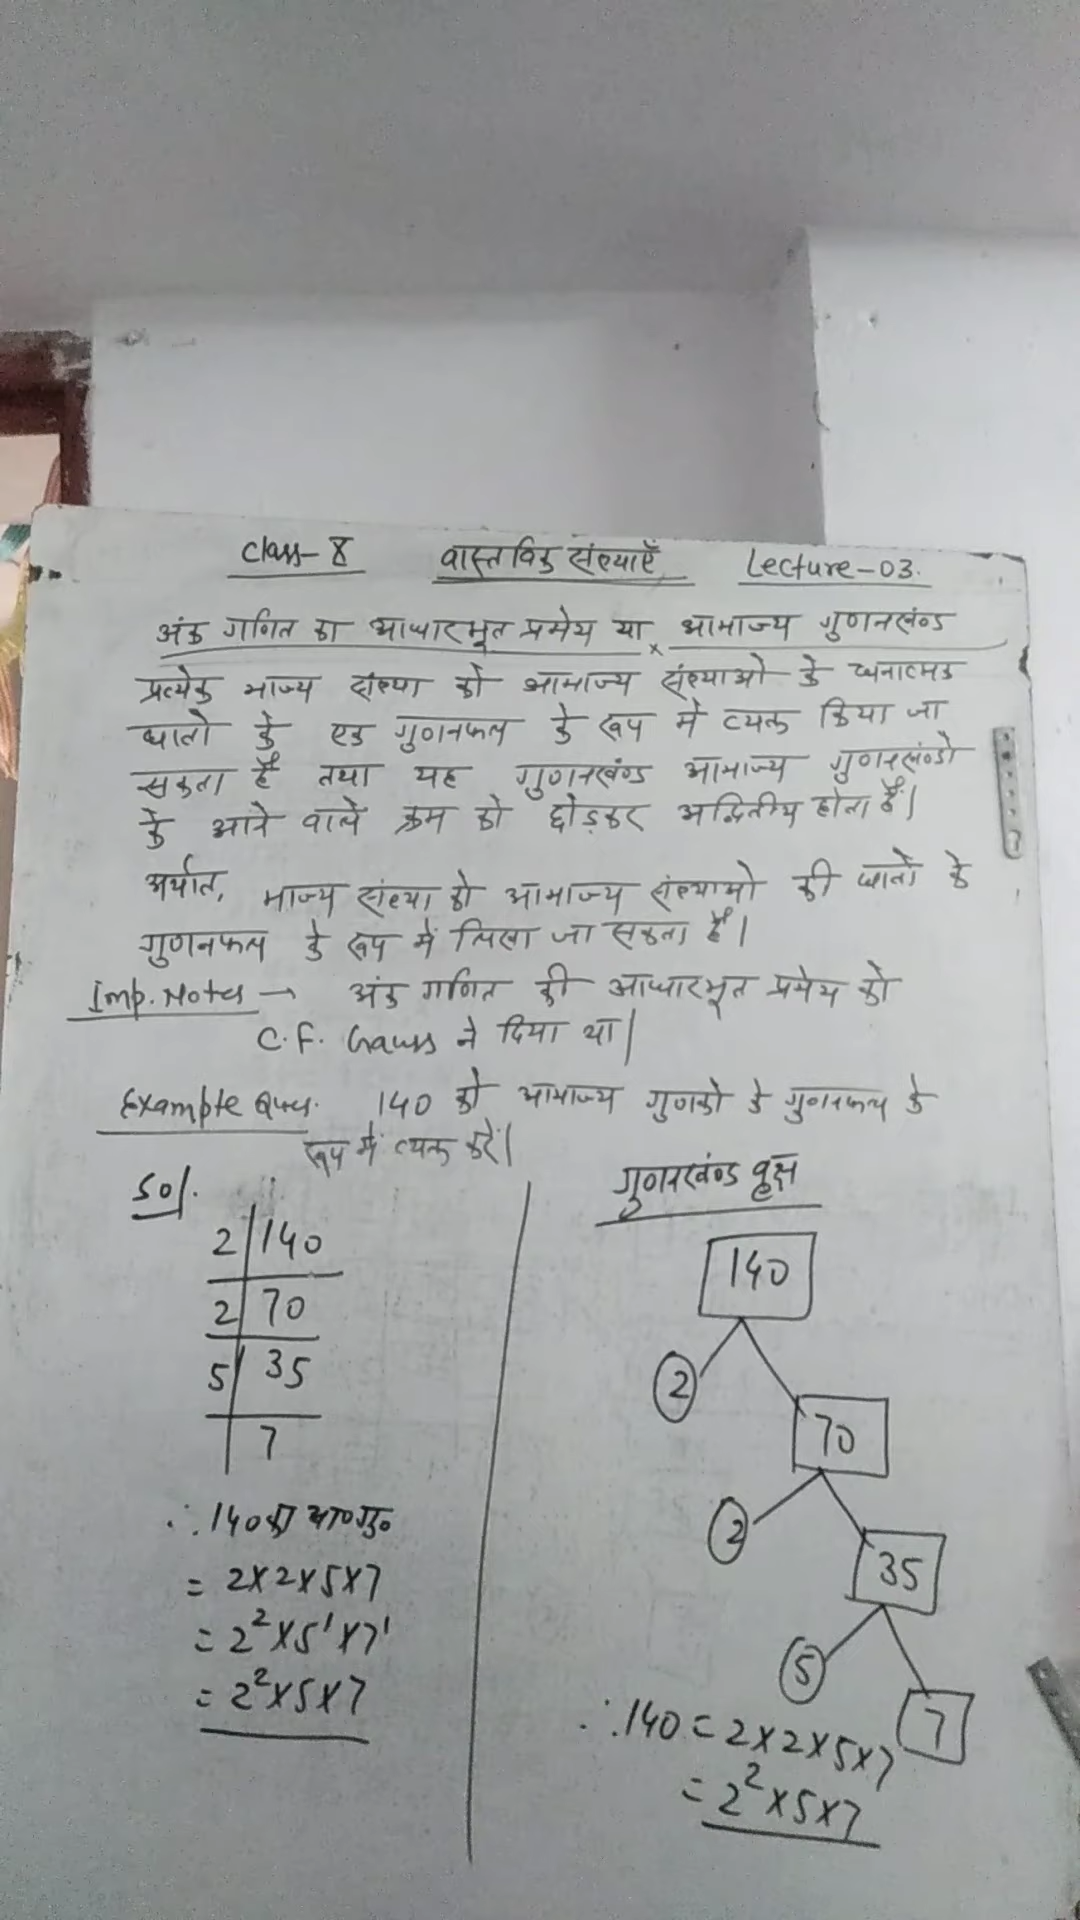 Class-8 वास्तविक संख्याएँ Lecture-03.
अंक गणित का आधारभूत प्रमेय या अभाज्य गुणनखंड
प्रत्येक भाज्य संख्या को अभाज्य संख्याओ के धनात्मक
घातो के एक गुणनफल के रूप मे व्यक्त किया जा
सकता है तथा यह गुणनखंड अभाज्य गुणनखंडो
के आने वाले क्रम को छोड़कर अद्वितीय होता है।
अर्थात, भाज्य संख्या को अभाज्य संख्याओ की घातो के
गुणनफल के रूप में लिखा जा सकता है।
Imp. Notes → अंक गणित की आधारभूत प्रमेय को
C.F. Gauss ने दिया था।
Example Ques. 140 को अभाज्य गुणको के गुणनफल के
रूप में व्यक्त करें।
Sol.
2 140
2 70
5 35
7
∴ 140 का अ० गु०
= 2×2×5×7
= 2²×5¹×7¹
= 2²×5×7
गुणनखंड वृक्ष
140
2
70
2
35
5
7
∴ 140 = 2×2×5×7
= 2²×5×7